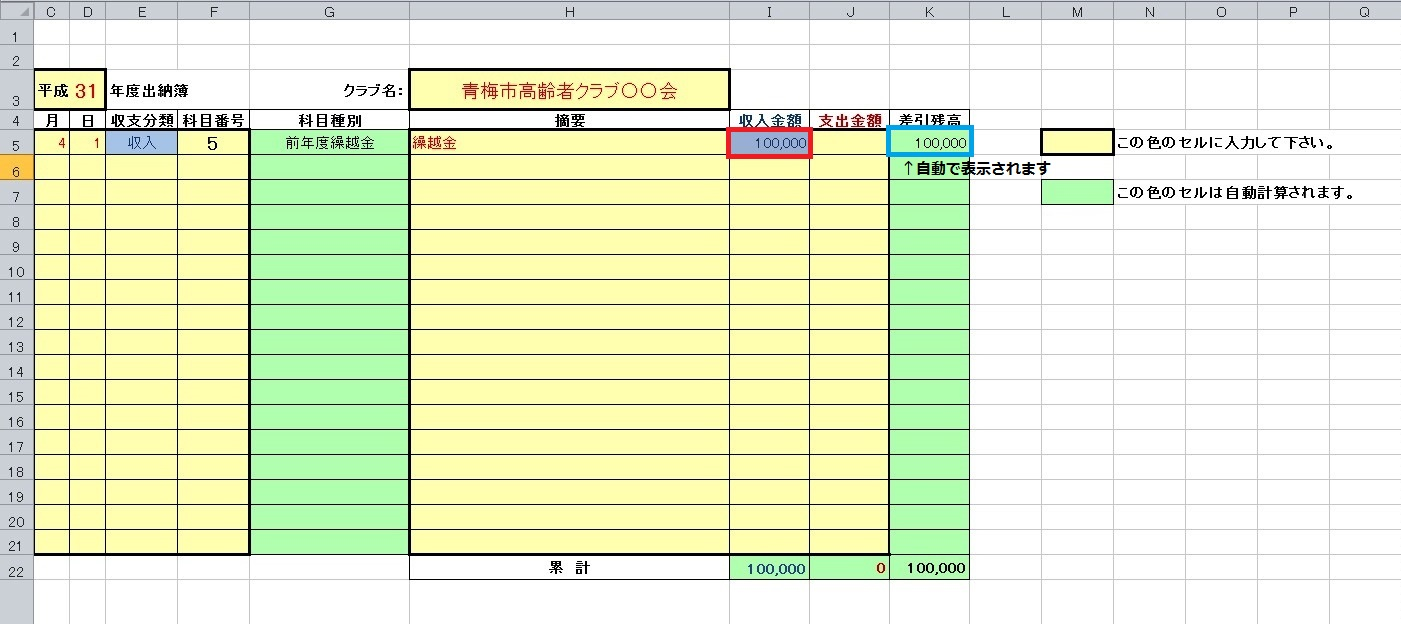 C D E F G H I J K L M N O P Q
1
2
3 平成 31 年度出納簿 クラブ名: 青梅市高齢者クラブ〇〇会
4 月 日 収支分類 科目番号 科目種別 摘要 収入金額 支出金額 差引残高
5 4 1 収入 5 前年度繰越金 繰越金 100,000 100,000 この色のセルに入力して下さい。
6 ↑自動で表示されます
7 この色のセルは自動計算されます。
8
9
10
11
12
13
14
15
16
17
18
19
20
21
22 累 計 100,000 0 100,000